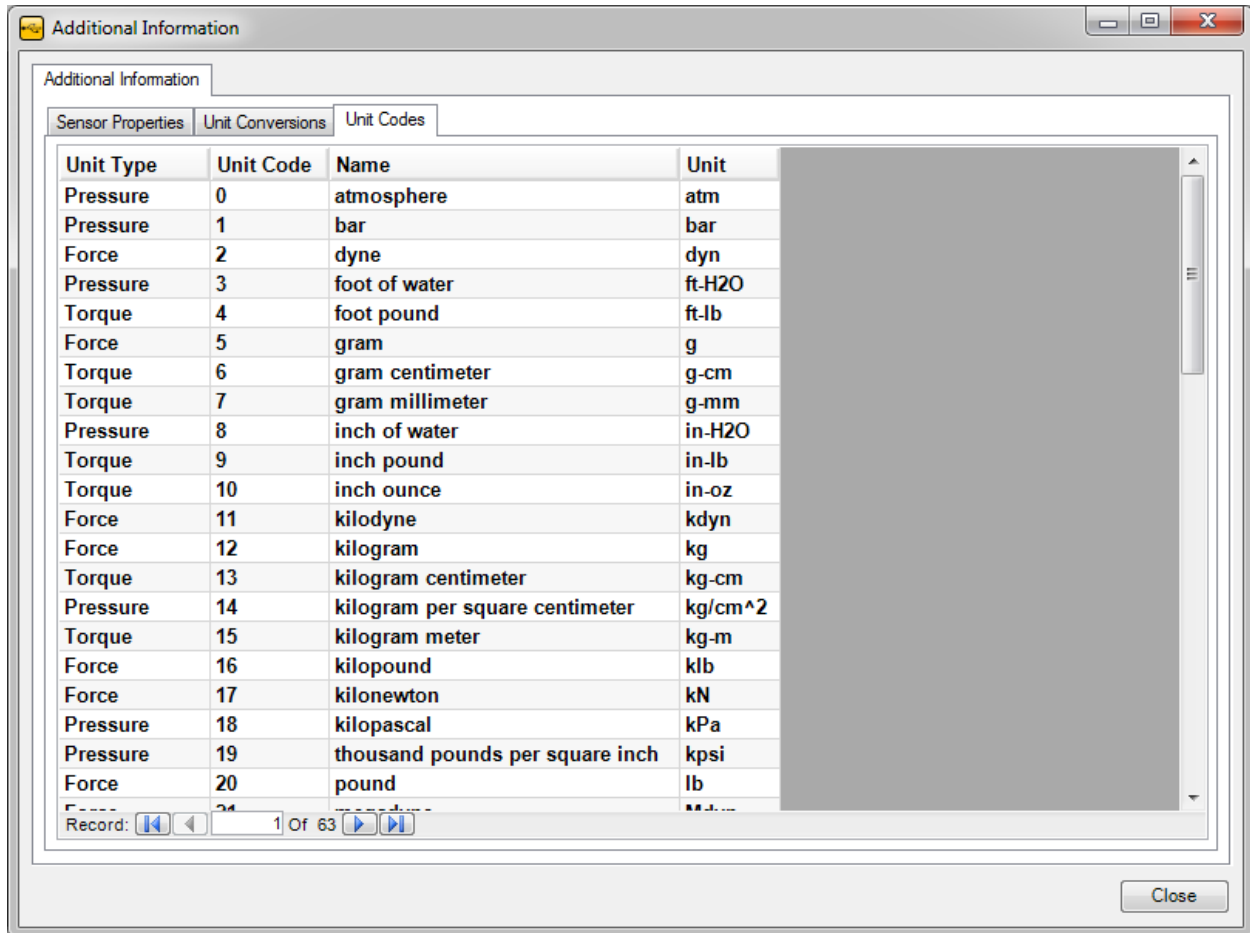 Additional Information
Additional Information
Sensor Properties Unit Conversions Unit Codes
Unit Type Unit Code Name Unit
Pressure 0 atmosphere atm
Pressure 1 bar bar
Force 2 dyne dyn
Pressure 3 foot of water ft-H2O
Torque 4 foot pound ft-lb
Force 5 gram g
Torque 6 gram centimeter g-cm
Torque 7 gram millimeter g-mm
Pressure 8 inch of water in-H2O
Torque 9 inch pound in-lb
Torque 10 inch ounce in-oz
Force 11 kilodyne kdyn
Force 12 kilogram kg
Torque 13 kilogram centimeter kg-cm
Pressure 14 kilogram per square centimeter kg/cm^2
Torque 15 kilogram meter kg-m
Force 16 kilopound klb
Force 17 kilonewton kN
Pressure 18 kilopascal kPa
Pressure 19 thousand pounds per square inch kpsi
Force 20 pound lb
Record: 1 Of 63
Close